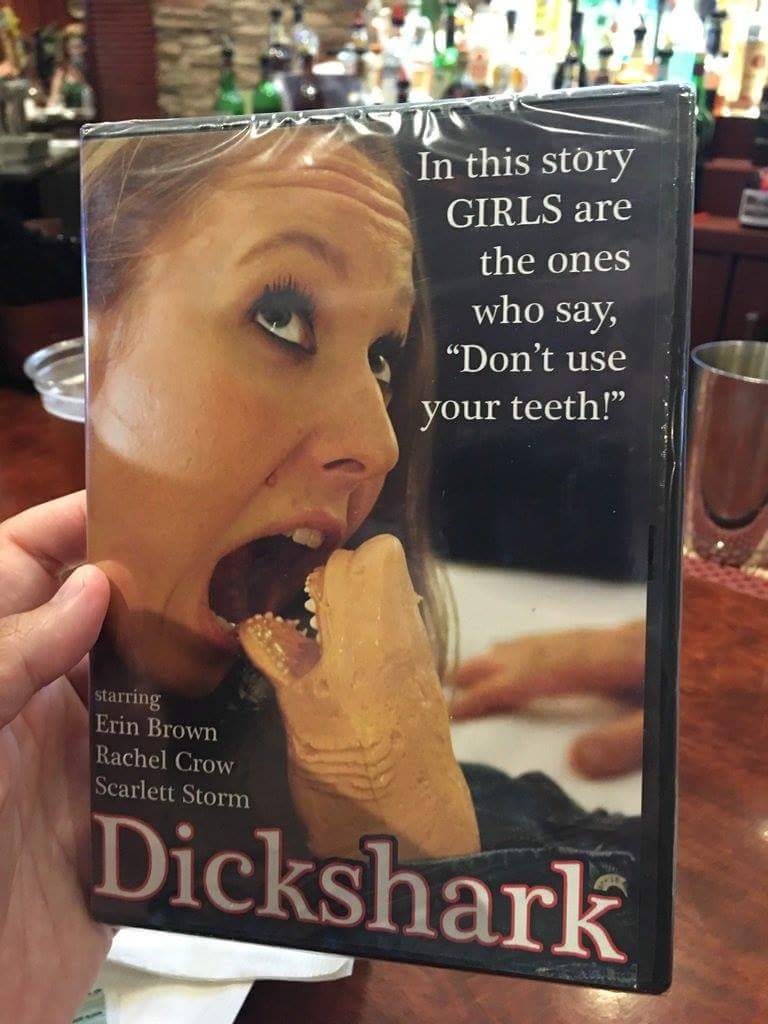 In this story
GIRLS are
the ones
who say,
“Don’t use
your teeth!”
starring
Erin Brown
Rachel Crow
Scarlett Storm
Dickshark